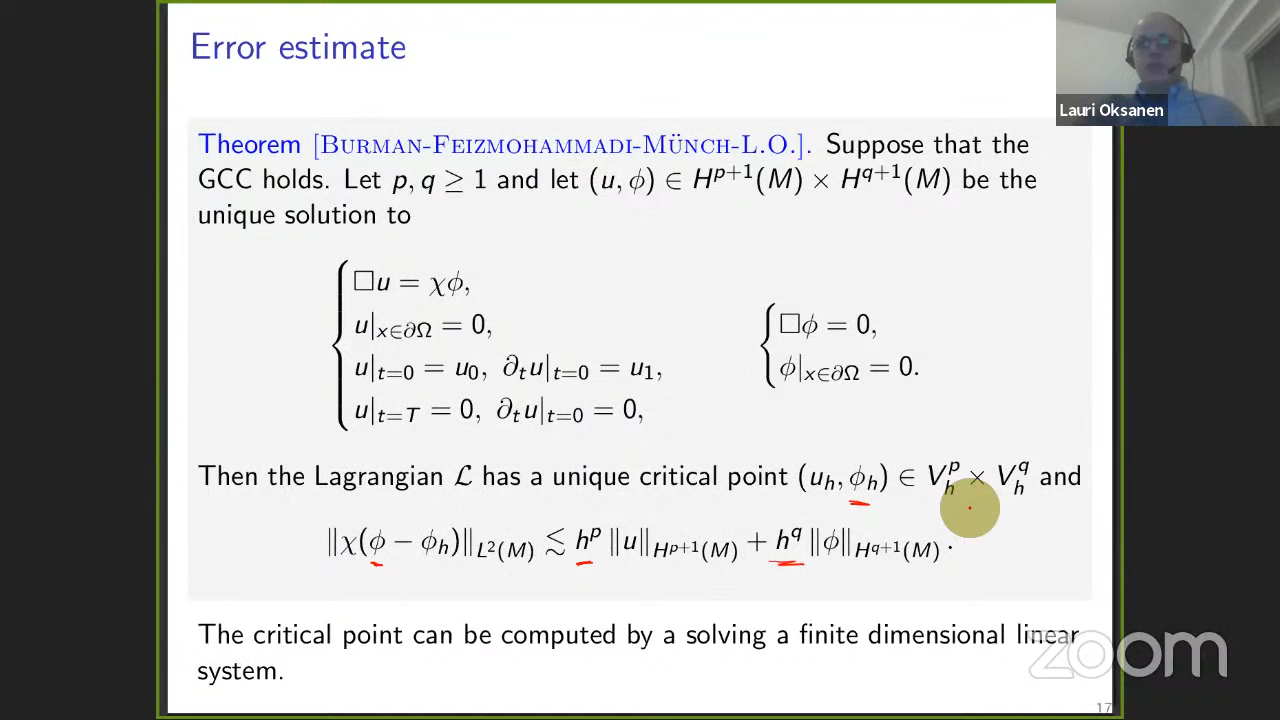 Error estimate
Lauri Oksanen
Theorem [Burman-Feizmohammadi-Münch-L.O.]. Suppose that the
GCC holds. Let p, q ≥ 1 and let (u, ϕ) ∈ H^{p+1}(M) × H^{q+1}(M) be the
unique solution to
□u = χϕ,
u|_{x∈∂Ω} = 0,
u|_{t=0} = u_0, ∂_t u|_{t=0} = u_1,
u|_{t=T} = 0, ∂_t u|_{t=0} = 0,
□ϕ = 0,
ϕ|_{x∈∂Ω} = 0.
Then the Lagrangian ℒ has a unique critical point (u_h, ϕ_h) ∈ V_h^p × V_h^q and
‖χ(ϕ − ϕ_h)‖_{L²(M)} ≲ h^p ‖u‖_{H^{p+1}(M)} + h^q ‖ϕ‖_{H^{q+1}(M)} .
The critical point can be computed by a solving a finite dimensional linear
system.
zoom
17